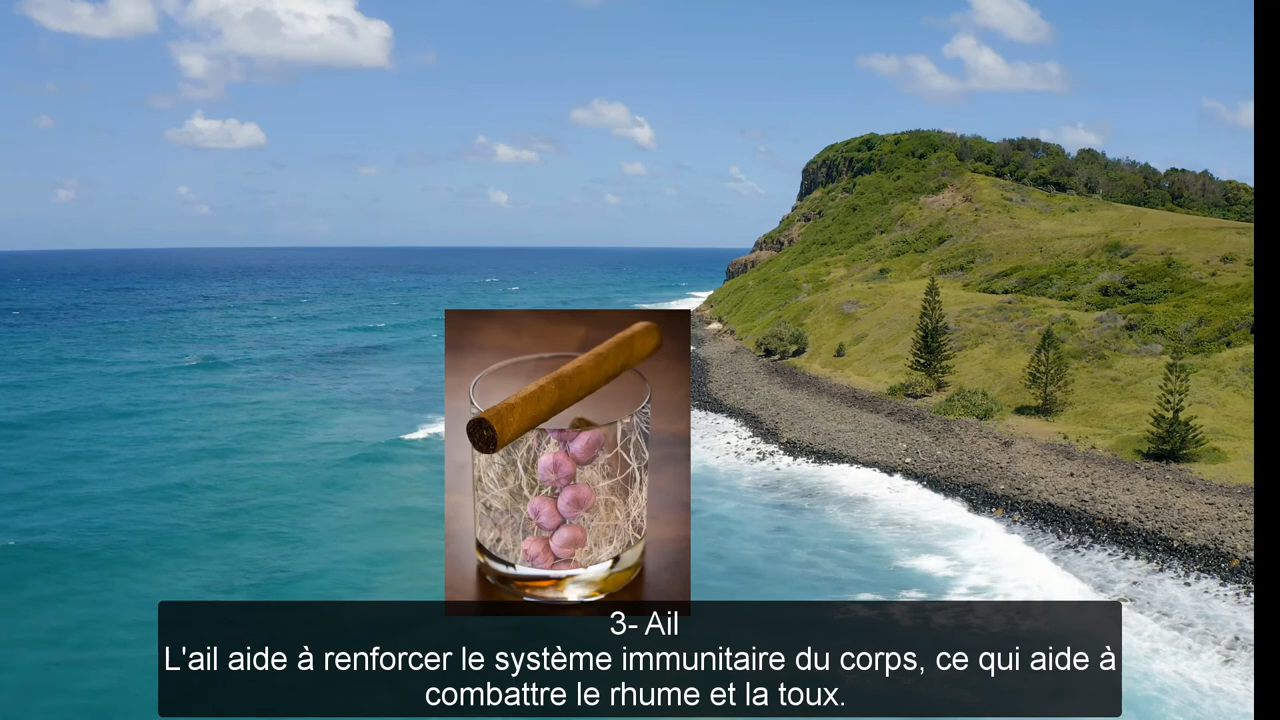 3- Ail
L'ail aide à renforcer le système immunitaire du corps, ce qui aide à
combattre le rhume et la toux.